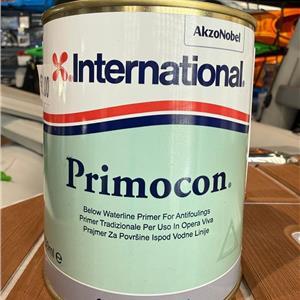 AkzoNobel
International®
Primocon®
Below Waterline Primer For Antifoulings
Primer Tradizionale Per Uso In Opera Viva
Prajmer Za Površine Ispod Vodne Linije